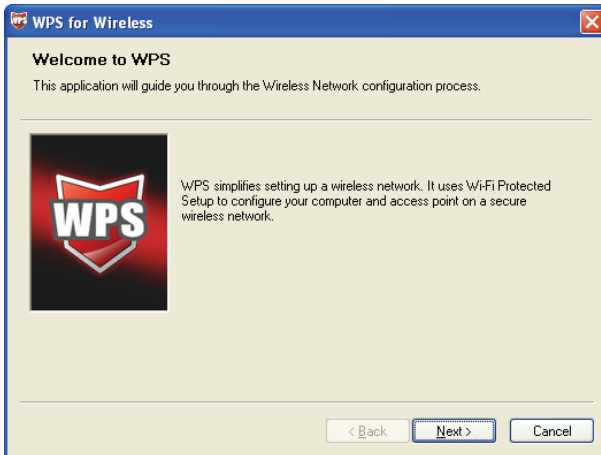 WPS for Wireless
Welcome to WPS
This application will guide you through the Wireless Network configuration process.
WPS
WPS simplifies setting up a wireless network. It uses Wi-Fi Protected
Setup to configure your computer and access point on a secure
wireless network.
< Back
Next >
Cancel